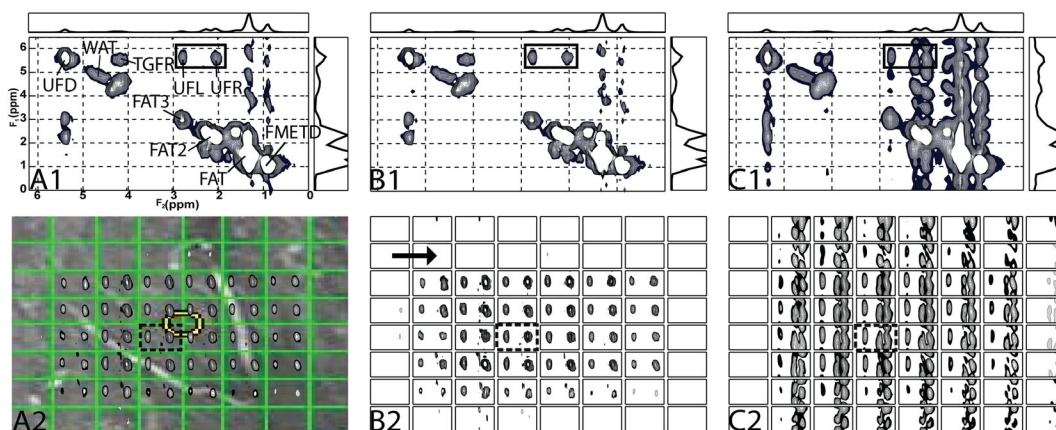 6
5
4
3
2
1
0
F₁(ppm)
WAT
TGFR
UFD
UFL
UFR
FAT3
FMETD
FAT2
FAT
A1
B1
C1
6 5 4 3 2 1 0
F₂(ppm)
A2
B2
C2